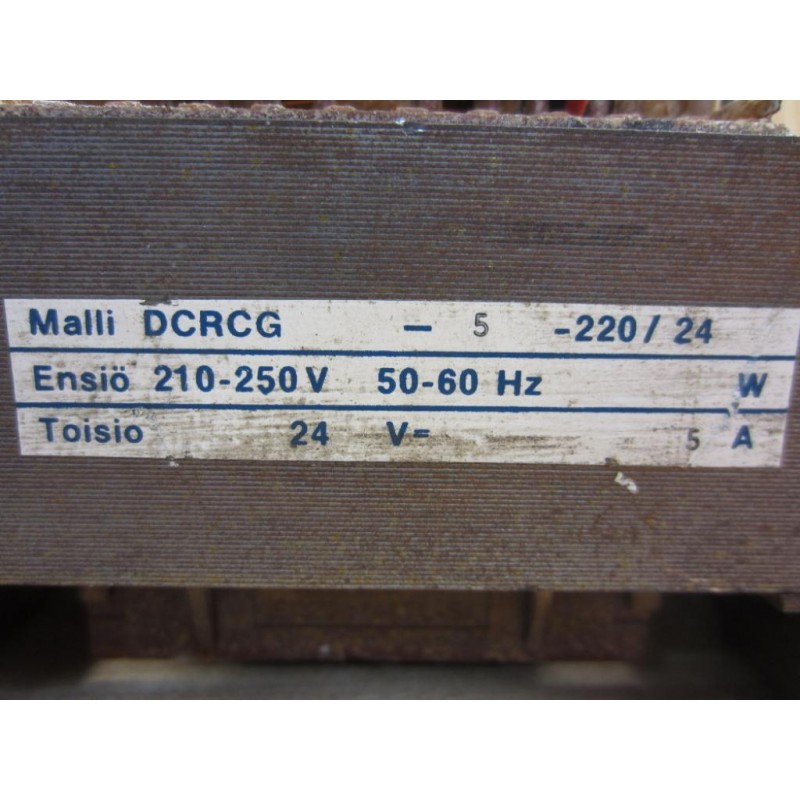 Malli DCRCG - 5 -220/24
Ensiö 210-250V 50-60 Hz W
Toisio 24 V= 5 A